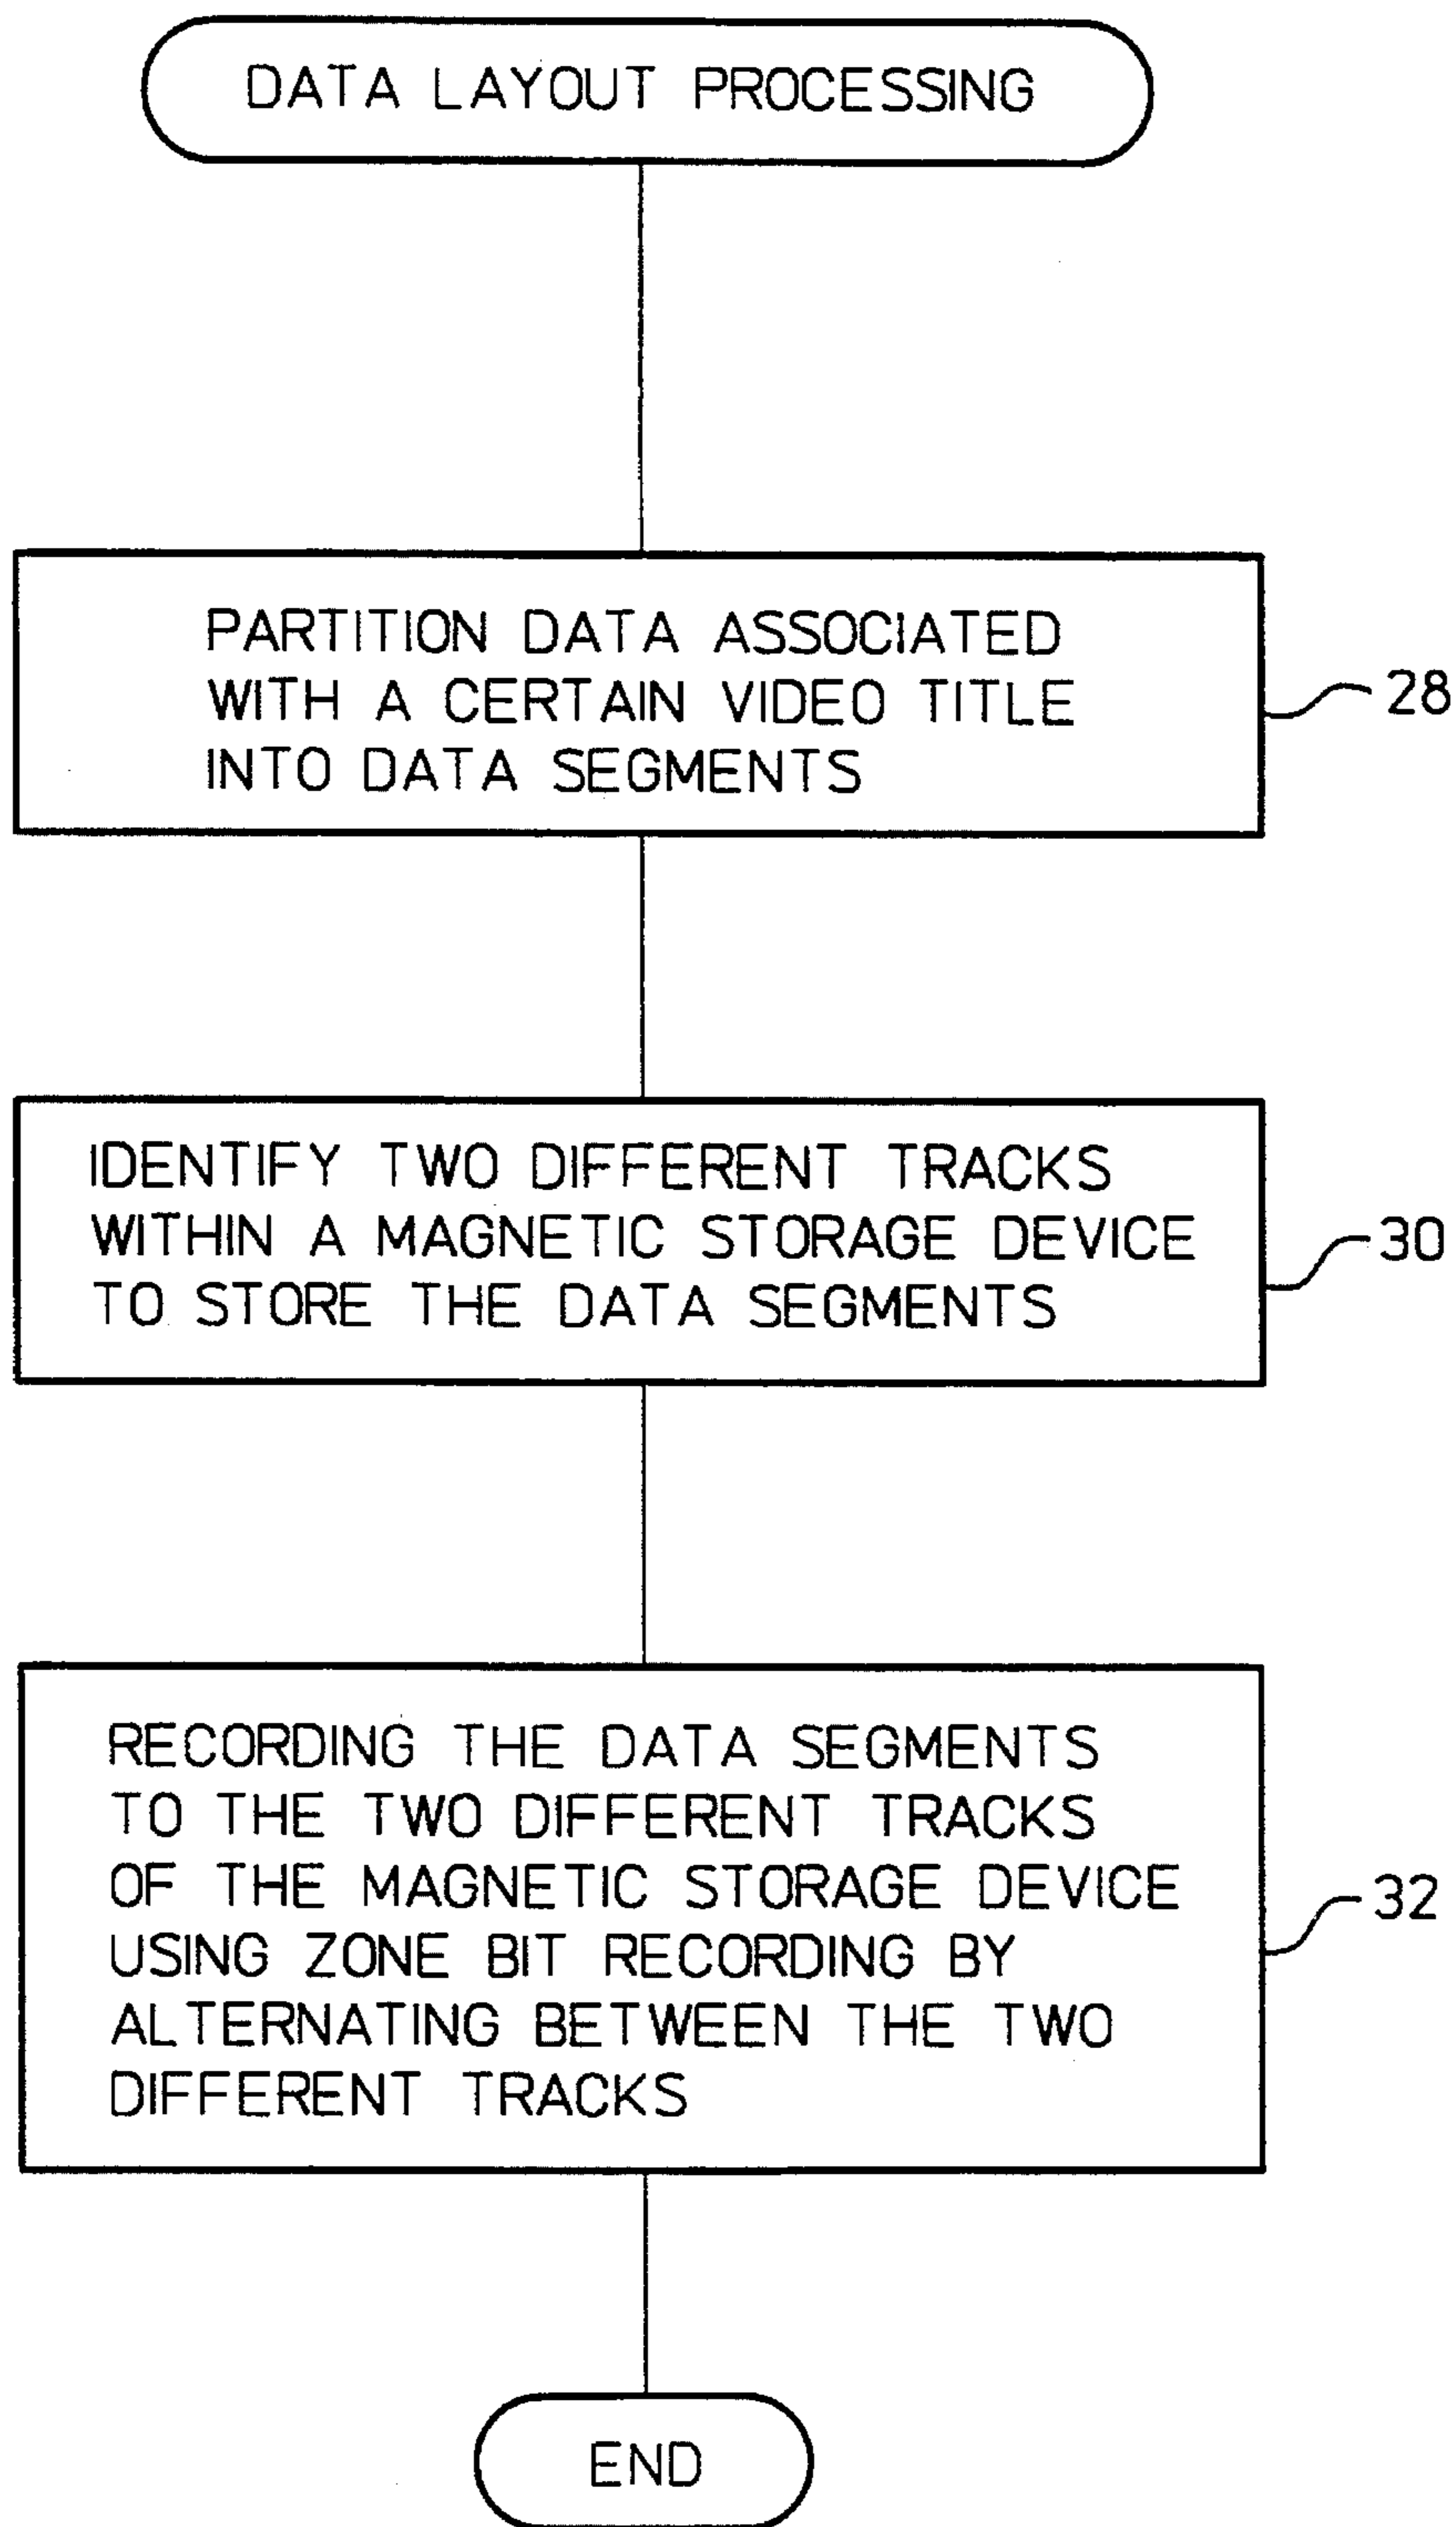 DATA LAYOUT PROCESSING
PARTITION DATA ASSOCIATED
WITH A CERTAIN VIDEO TITLE
INTO DATA SEGMENTS
28
IDENTIFY TWO DIFFERENT TRACKS
WITHIN A MAGNETIC STORAGE DEVICE
TO STORE THE DATA SEGMENTS
30
RECORDING THE DATA SEGMENTS
TO THE TWO DIFFERENT TRACKS
OF THE MAGNETIC STORAGE DEVICE
USING ZONE BIT RECORDING BY
ALTERNATING BETWEEN THE TWO
DIFFERENT TRACKS
32
END